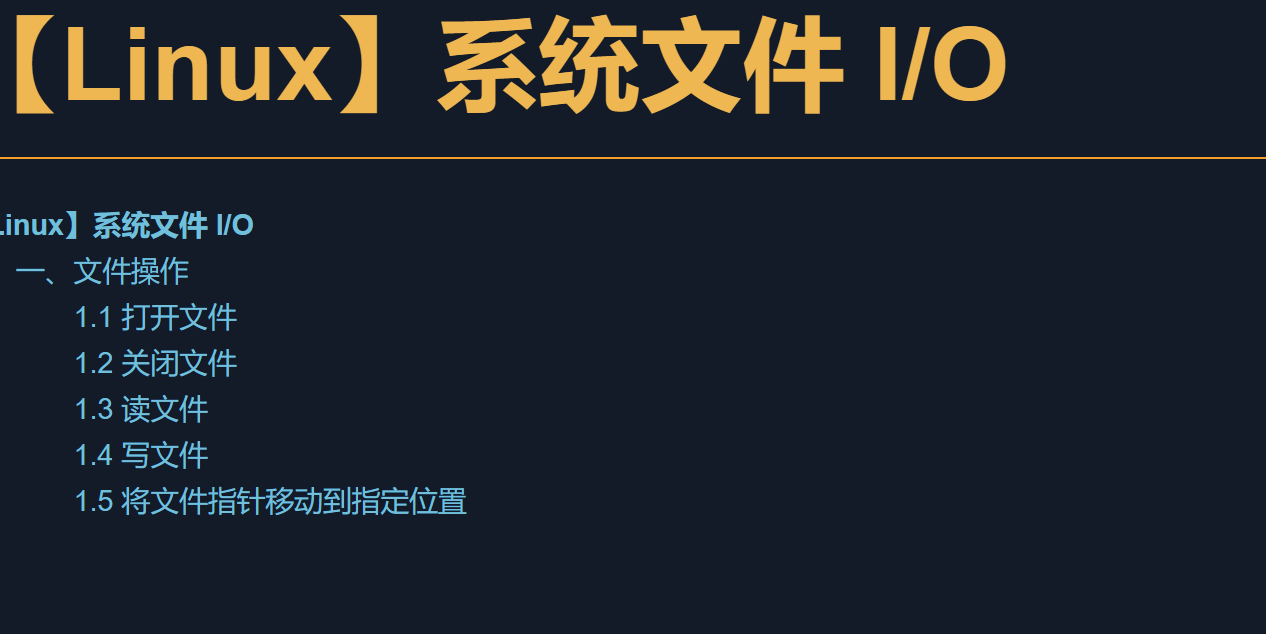 【Linux】系统文件 I/O
Linux】系统文件 I/O
一、文件操作
1.1 打开文件
1.2 关闭文件
1.3 读文件
1.4 写文件
1.5 将文件指针移动到指定位置